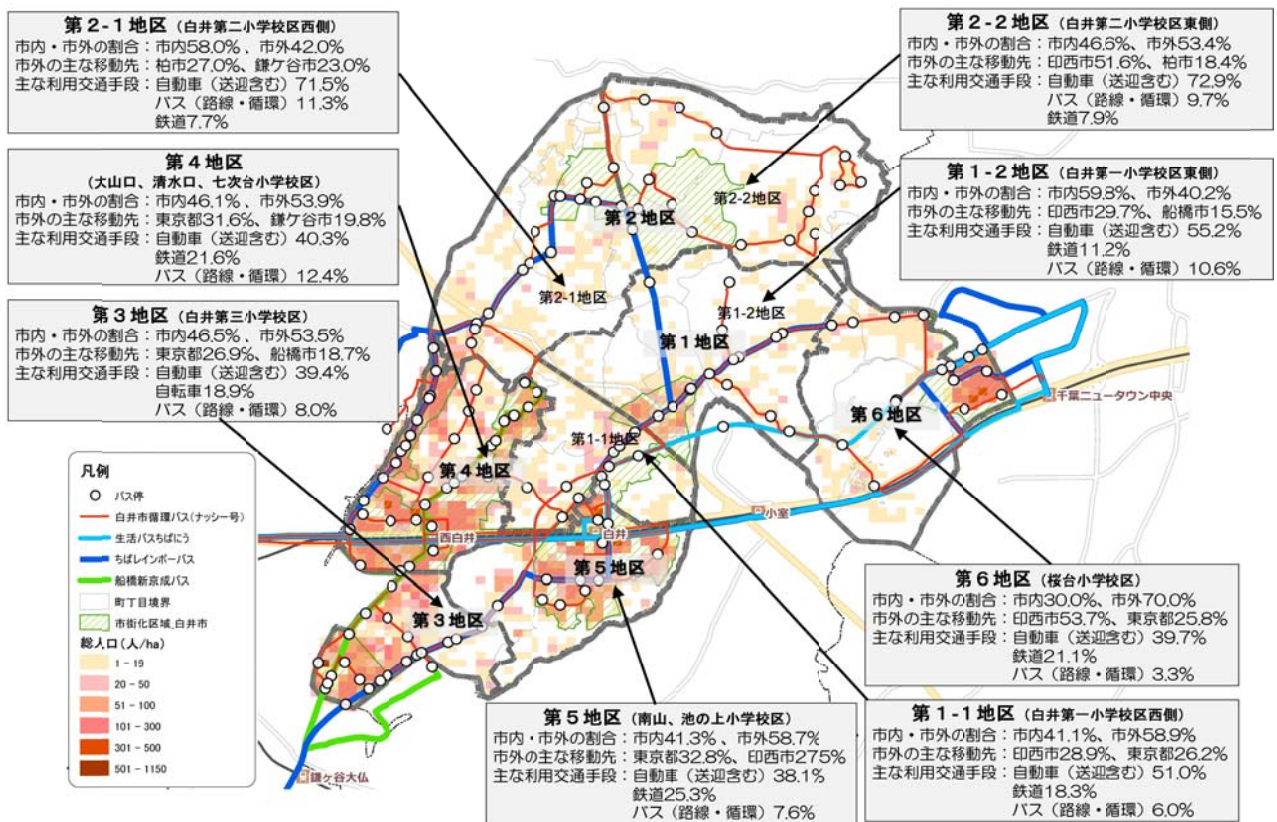 第2-1地区 (白井第二小学校区西側)
市内・市外の割合：市内58.0%、市外42.0%
市外の主な移動先：柏市27.0%、鎌ケ谷市23.0%
主な利用交通手段：自動車（送迎含む）71.5%
バス（路線・循環）11.3%
鉄道7.7%
第2-2地区 (白井第二小学校区東側)
市内・市外の割合：市内46.6%、市外53.4%
市外の主な移動先：印西市51.6%、柏市18.4%
主な利用交通手段：自動車（送迎含む）72.9%
バス（路線・循環）9.7%
鉄道7.9%
第4地区
(大山口、清水口、七次台小学校区)
市内・市外の割合：市内46.1%、市外53.9%
市外の主な移動先：東京都31.6%、鎌ケ谷市19.8%
主な利用交通手段：自動車（送迎含む）40.3%
鉄道21.6%
バス（路線・循環）12.4%
第1-2地区 (白井第一小学校区東側)
市内・市外の割合：市内59.8%、市外40.2%
市外の主な移動先：印西市29.7%、船橋市15.5%
主な利用交通手段：自動車（送迎含む）55.2%
鉄道11.2%
バス（路線・循環）10.6%
第3地区 (白井第三小学校区)
市内・市外の割合：市内46.5%、市外53.5%
市外の主な移動先：東京都26.9%、船橋市18.7%
主な利用交通手段：自動車（送迎含む）39.4%
自転車18.9%
バス（路線・循環）8.0%
第2-2地区
第2地区
第2-1地区
第1-2地区
第1地区
千葉ニュータウン中央
第6地区
第1-1地区
第4地区
小室
西白井
白井
第5地区
第3地区
鎌ケ谷大仏
凡例
バス停
白井市循環バス(ナッシー号)
生活バスちばにう
ちばレインボーバス
船橋新京成バス
町丁目境界
市街化区域_白井市
総人口(人/ha)
1 - 19
20 - 50
51 - 100
101 - 300
301 - 500
501 - 1150
第6地区 (桜台小学校区)
市内・市外の割合：市内30.0%、市外70.0%
市外の主な移動先：印西市53.7%、東京都25.8%
主な利用交通手段：自動車（送迎含む）39.7%
鉄道21.1%
バス（路線・循環）3.3%
第5地区 (南山、池の上小学校区)
市内・市外の割合：市内41.3%、市外58.7%
市外の主な移動先：東京都32.8%、印西市275%
主な利用交通手段：自動車（送迎含む）38.1%
鉄道25.3%
バス（路線・循環）7.6%
第1-1地区 (白井第一小学校区西側)
市内・市外の割合：市内41.1%、市外58.9%
市外の主な移動先：印西市28.9%、東京都26.2%
主な利用交通手段：自動車（送迎含む）51.0%
鉄道18.3%
バス（路線・循環）6.0%